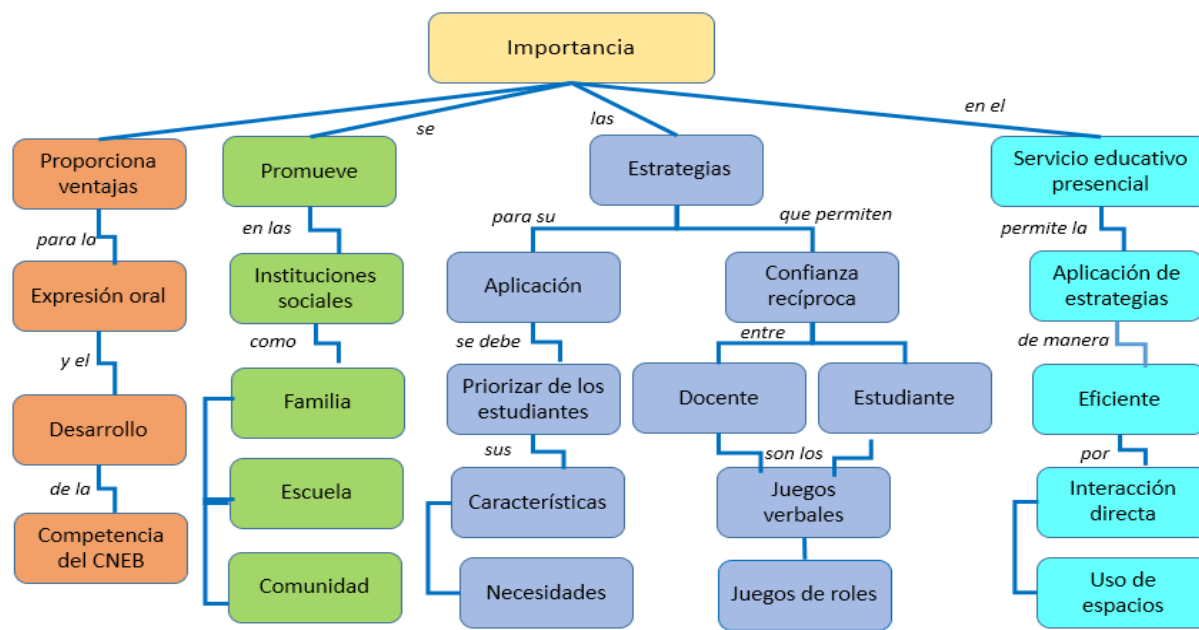 Importancia
se
las
en el
Proporciona
ventajas
para la
Expresión oral
y el
Desarrollo
de la
Competencia
del CNEB
Promueve
en las
Instituciones
sociales
como
Familia
Escuela
Comunidad
Estrategias
para su
que permiten
Aplicación
se debe
Priorizar de los
estudiantes
sus
Características
Necesidades
Confianza
recíproca
entre
Docente
Estudiante
son los
Juegos
verbales
Juegos de roles
Servicio educativo
presencial
permite la
Aplicación de
estrategias
de manera
Eficiente
por
Interacción
directa
Uso de
espacios